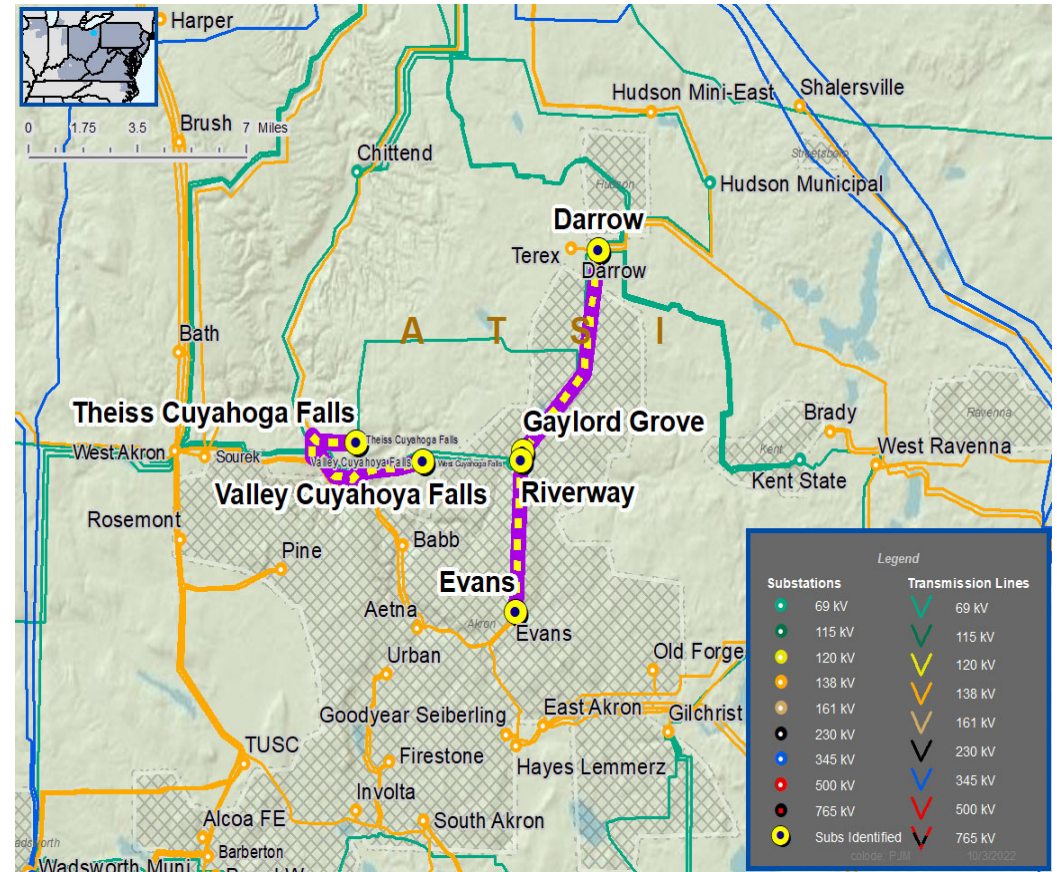 Harper
0 1.75 3.5 7 Miles
Brush
Chittend
Hudson Mini-East
Shalersville
Streetsboro
Hudson
Hudson Municipal
Darrow
Terex
Darrow
A T S I
Bath
Theiss Cuyahoga Falls
Theiss Cuyahoga Falls
Gaylord Grove
Brady
Ravenna
West Akron
Sourek
Valley Cuyahoya Falls
West Cuyahoga Falls
Kent
West Ravenna
Kent State
Valley Cuyahoya Falls
Riverway
Rosemont
Pine
Babb
Evans
Aetna
Akron
Evans
Urban
Old Forge
Goodyear Seiberling
East Akron
Gilchrist
TUSC
Firestone
Hayes Lemmerz
Involta
Alcoa FE
South Akron
Barberton
Wadsworth Muni
Legend
Substations Transmission Lines
69 kV 69 kV
115 kV 115 kV
120 kV 120 kV
138 kV 138 kV
161 kV 161 kV
230 kV 230 kV
345 kV 345 kV
500 kV 500 kV
765 kV 765 kV
Subs Identified
colode: PJM 10/3/2022